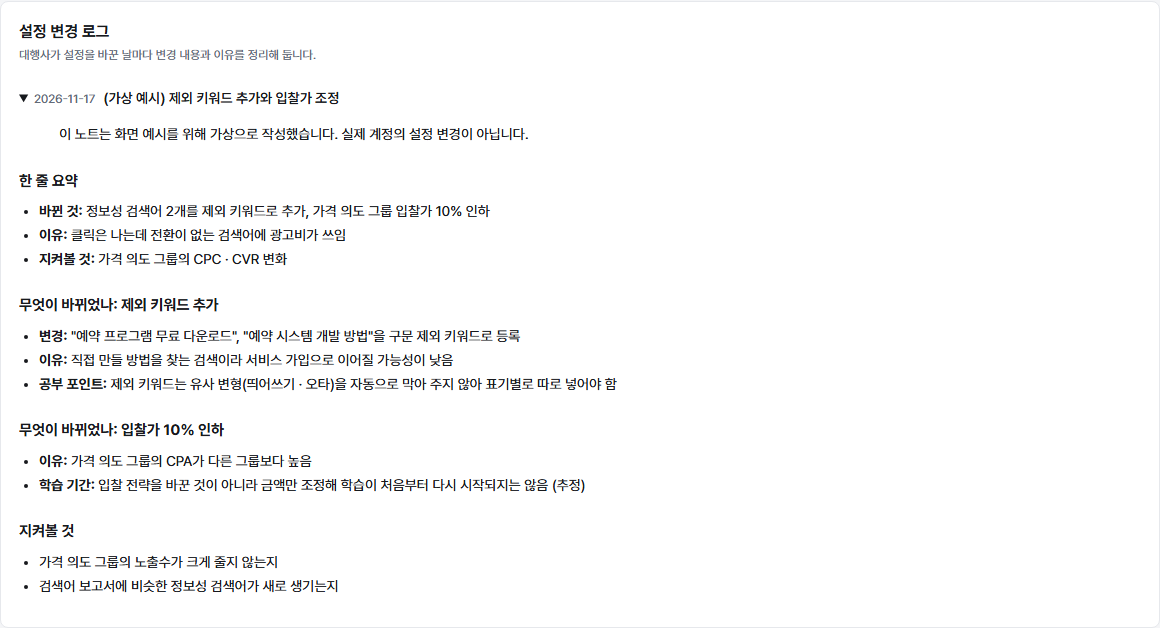 설정 변경 로그
대행사가 설정을 바꾼 날마다 변경 내용과 이유를 정리해 둡니다.
▼ 2026-11-17 (가상 예시) 제외 키워드 추가와 입찰가 조정
이 노트는 화면 예시를 위해 가상으로 작성했습니다. 실제 계정의 설정 변경이 아닙니다.
한 줄 요약
• 바뀐 것: 정보성 검색어 2개를 제외 키워드로 추가, 가격 의도 그룹 입찰가 10% 인하
• 이유: 클릭은 나는데 전환이 없는 검색어에 광고비가 쓰임
• 지켜볼 것: 가격 의도 그룹의 CPC · CVR 변화
무엇이 바뀌었나: 제외 키워드 추가
• 변경: "예약 프로그램 무료 다운로드", "예약 시스템 개발 방법"을 구문 제외 키워드로 등록
• 이유: 직접 만들 방법을 찾는 검색이라 서비스 가입으로 이어질 가능성이 낮음
• 공부 포인트: 제외 키워드는 유사 변형(띄어쓰기 · 오타)을 자동으로 막아 주지 않아 표기별로 따로 넣어야 함
무엇이 바뀌었나: 입찰가 10% 인하
• 이유: 가격 의도 그룹의 CPA가 다른 그룹보다 높음
• 학습 기간: 입찰 전략을 바꾼 것이 아니라 금액만 조정해 학습이 처음부터 다시 시작되지는 않음 (추정)
지켜볼 것
• 가격 의도 그룹의 노출수가 크게 줄지 않는지
• 검색어 보고서에 비슷한 정보성 검색어가 새로 생기는지